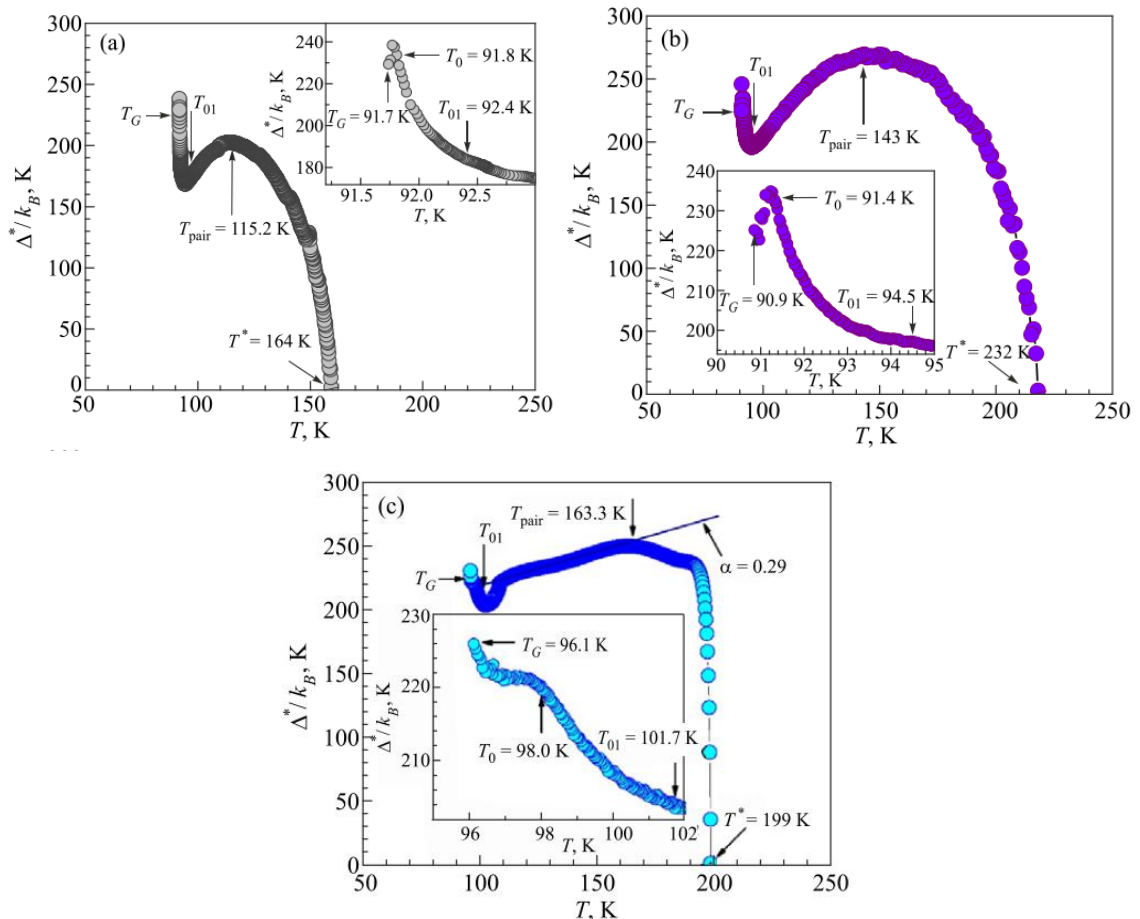 (a)
300
250
200
150
100
50
0
Δ*/k_B, K
T_G
T_01
T_pair = 115.2 K
T* = 164 K
50 100 150 200 250
T, K
240
220
200
180
Δ*/k_B, K
T_0 = 91.8 K
T_01 = 92.4 K
T_G = 91.7 K
91.5 92.0 92.5
T, K
(b)
300
250
200
150
100
50
0
Δ*/k_B, K
T_G
T_01
T_pair = 143 K
T* = 232 K
50 100 150 200 250
T, K
240
235
230
225
220
215
210
205
200
Δ*/k_B, K
T_0 = 91.4 K
T_G = 90.9 K
T_01 = 94.5 K
90 91 92 93 94 95
T, K
(c)
300
250
200
150
100
50
0
Δ*/k_B, K
T_G
T_01
T_pair = 163.3 K
α = 0.29
T* = 199 K
50 100 150 200 250
T, K
230
220
210
Δ*/k_B, K
T_G = 96.1 K
T_0 = 98.0 K
T_01 = 101.7 K
96 98 100 102
T, K